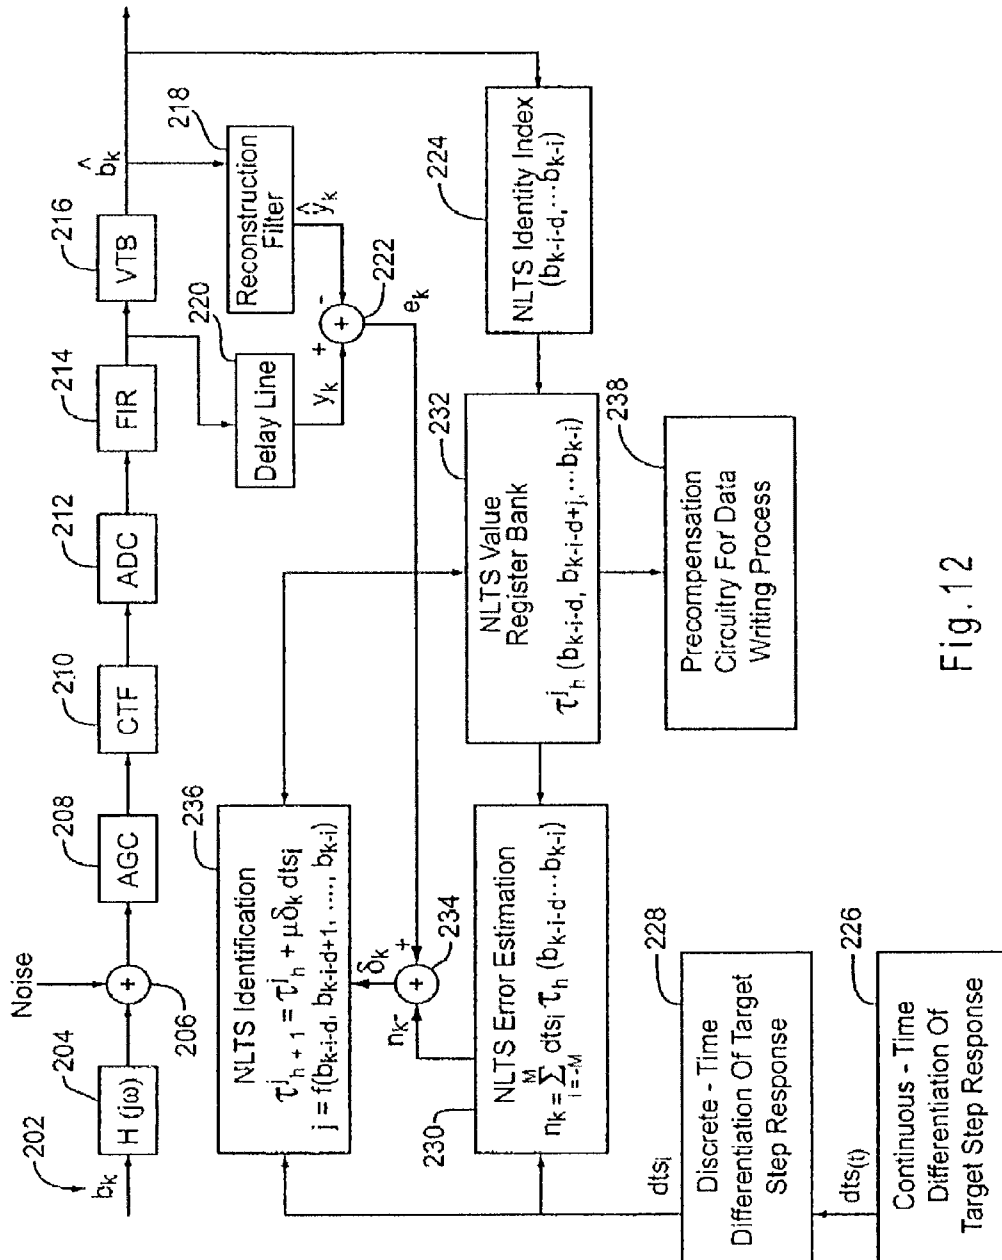 202
b_k
204
H (jω)
Noise
+
206
208
AGC
210
CTF
212
ADC
214
FIR
216
VTB
b̂_k
218
Reconstruction
Filter
220
Delay Line
y_k
ŷ_k
+
-
+
222
e_k
224
NLTS Identity Index
(b_{k-i-d}, ···b_{k-i})
236
NLTS Identification
τ^j_{h+1} = τ^j_h + μδ_k dts_i
j = f(b_{k-i-d}, b_{k-i-d+1}, ...., b_{k-i})
232
NLTS Value
Register Bank
τ^j_h (b_{k-i-d}, b_{k-i-d+j}, ···b_{k-i})
δ_k
+
n_k-
+
234
230
NLTS Error Estimation
n_k = Σ^M_{i = -M} dts_i τ_h (b_{k-i-d}···b_{k-i})
238
Precompensation
Circuitry For Data
Writing Process
dts_i
228
Discrete - Time
Differentiation Of Target
Step Response
dts_(t)
226
Continuous - Time
Differentiation Of
Target Step Response
Fig.12